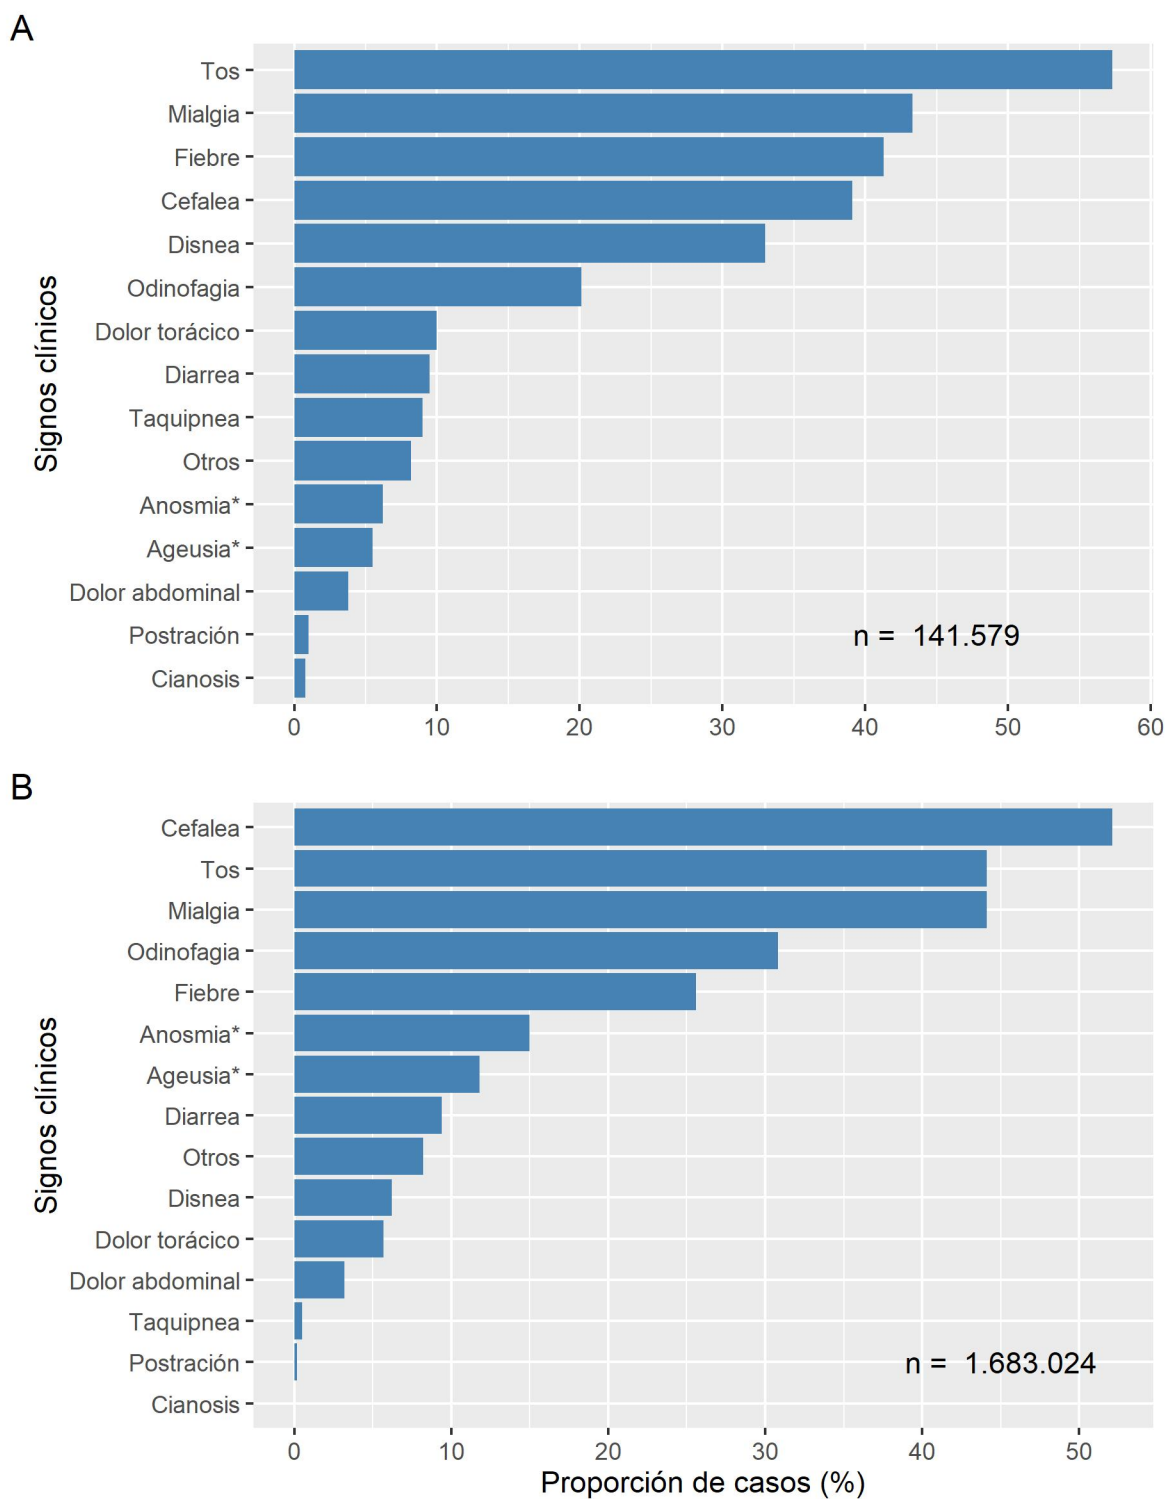 A
Signos clínicos
Tos
Mialgia
Fiebre
Cefalea
Disnea
Odinofagia
Dolor torácico
Diarrea
Taquipnea
Otros
Anosmia*
Ageusia*
Dolor abdominal
Postración
Cianosis
n = 141.579
0 10 20 30 40 50 60
B
Signos clínicos
Cefalea
Tos
Mialgia
Odinofagia
Fiebre
Anosmia*
Ageusia*
Diarrea
Otros
Disnea
Dolor torácico
Dolor abdominal
Taquipnea
Postración
Cianosis
n = 1.683.024
0 10 20 30 40 50
Proporción de casos (%)